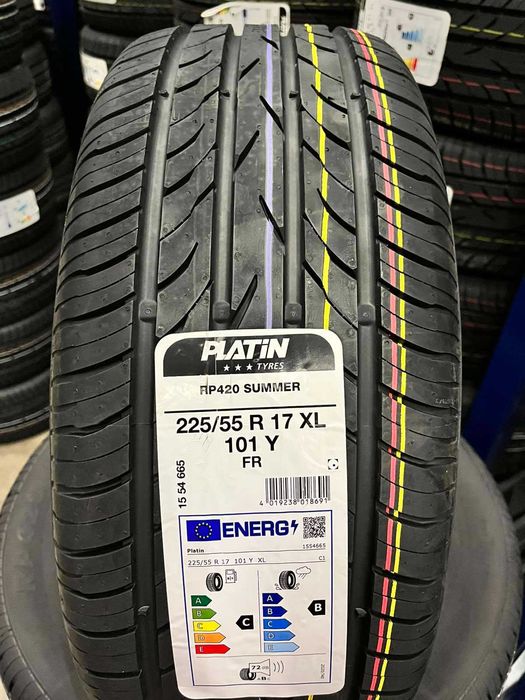 PLATiN
★★★ TYRES
RP420 SUMMER
225/55 R 17 XL
101 Y
FR
15 54 665
4 019238 018691
ENERG
Platin
1554665
225/55 R 17 101 Y XL
C1
A
B
C
D
E
C
A
B
C
D
E
B
72 dB
B